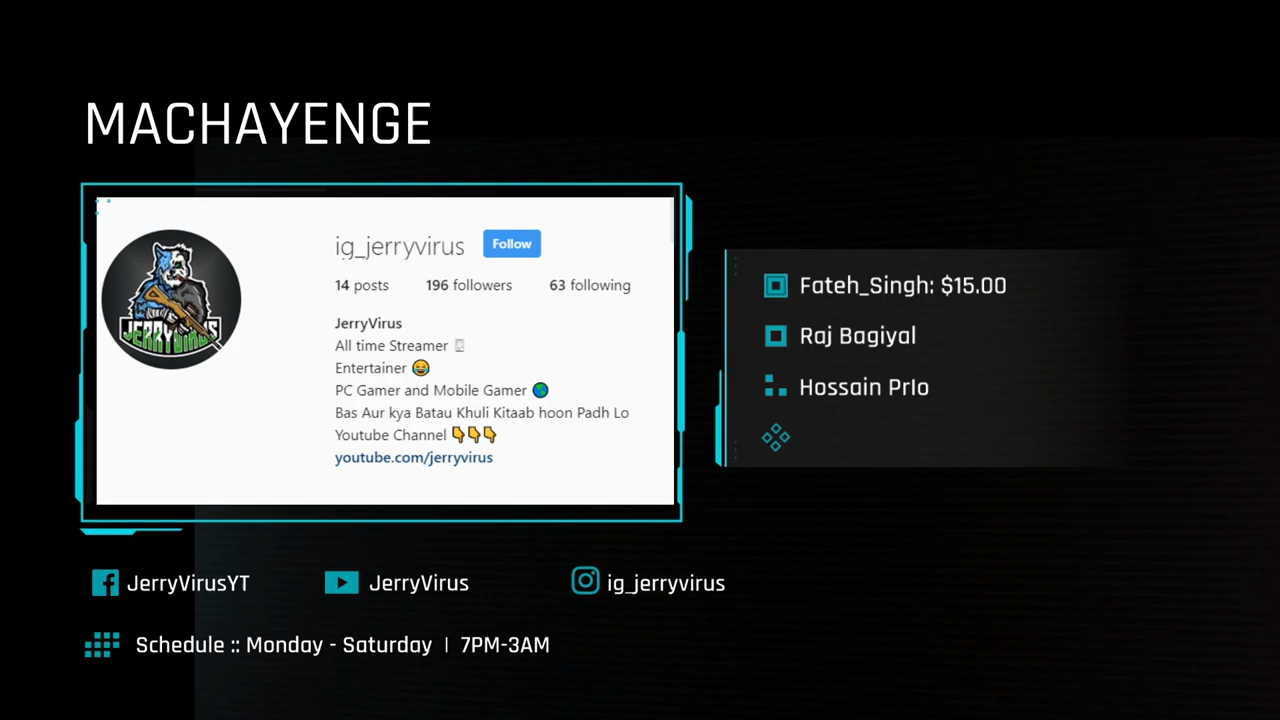 MACHAYENGE
JERRYVIRUS
ig_jerryvirus Follow
14 posts 196 followers 63 following
JerryVirus
All time Streamer
Entertainer 😂
PC Gamer and Mobile Gamer 🌎
Bas Aur kya Batau Khuli Kitaab hoon Padh Lo
Youtube Channel 👇👇👇
youtube.com/jerryvirus
Fateh_Singh: $15.00
Raj Bagiyal
Hossain PrIo
JerryVirusYT JerryVirus ig_jerryvirus
Schedule :: Monday - Saturday | 7PM-3AM